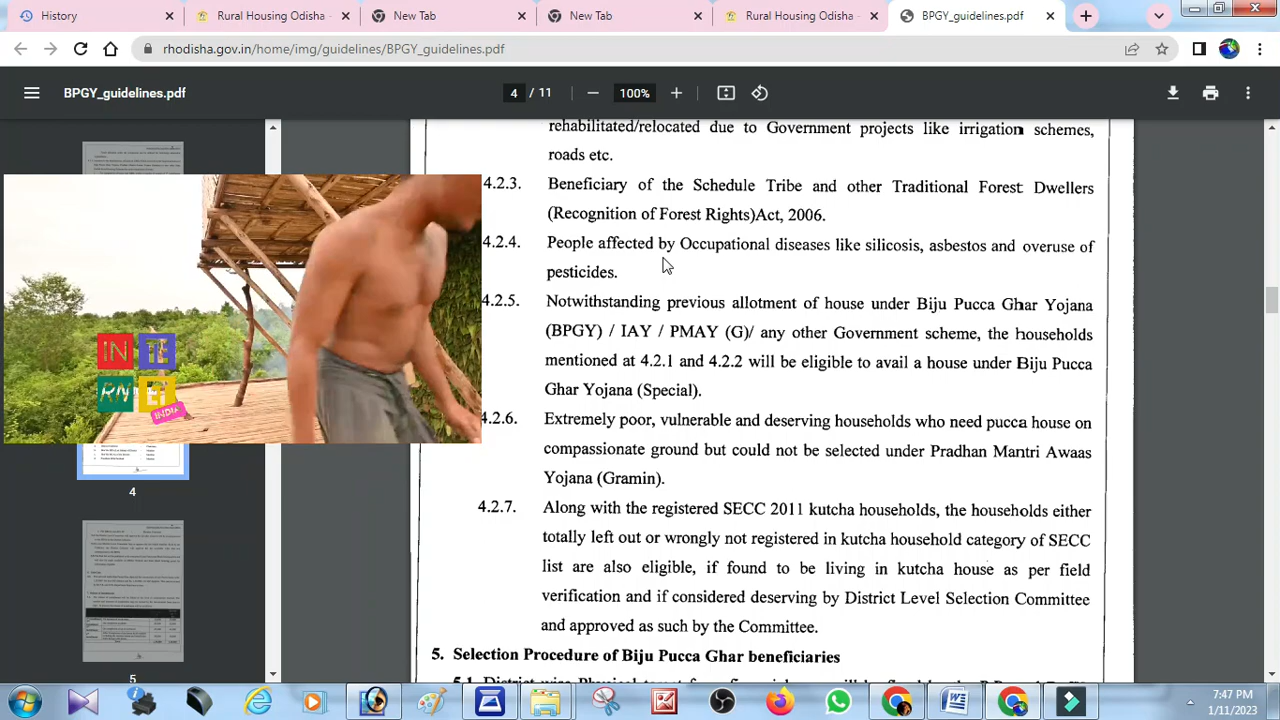 History
Rural Housing Odisha -
New Tab
New Tab
Rural Housing Odisha -
BPGY_guidelines.pdf
rhodisha.gov.in/home/img/guidelines/BPGY_guidelines.pdf
BPGY_guidelines.pdf
4 / 11
100%
rehabilitated/relocated due to Government projects like irrigation schemes,
roads etc.
4.2.3. Beneficiary of the Schedule Tribe and other Traditional Forest Dwellers
(Recognition of Forest Rights)Act, 2006.
4.2.4. People affected by Occupational diseases like silicosis, asbestos and overuse of
pesticides.
4.2.5. Notwithstanding previous allotment of house under Biju Pucca Ghar Yojana
(BPGY) / IAY / PMAY (G)/ any other Government scheme, the households
mentioned at 4.2.1 and 4.2.2 will be eligible to avail a house under Biju Pucca
Ghar Yojana (Special).
4.2.6. Extremely poor, vulnerable and deserving households who need pucca house on
compassionate ground but could not be selected under Pradhan Mantri Awaas
Yojana (Gramin).
4.2.7. Along with the registered SECC 2011 kutcha households, the households either
totally left out or wrongly not registered in kutcha household category of SECC
list are also eligible, if found to be living in kutcha house as per field
verification and if considered deserving by District Level Selection Committee
and approved as such by the Committee.
5. Selection Procedure of Biju Pucca Ghar beneficiaries
IN TE
RN ET
INDIA
4
5
7:47 PM
1/11/2023